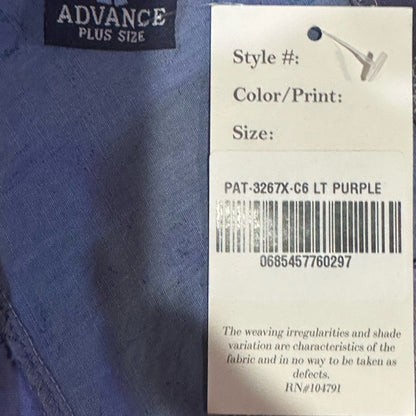 ADVANCE
PLUS SIZE
Style #:
Color/Print:
Size:
PAT-3267X-C6 LT PURPLE
0685457760297
The weaving irregularities and shade
variation are characteristics of the
fabric and in no way to be taken as
defects.
RN#104791